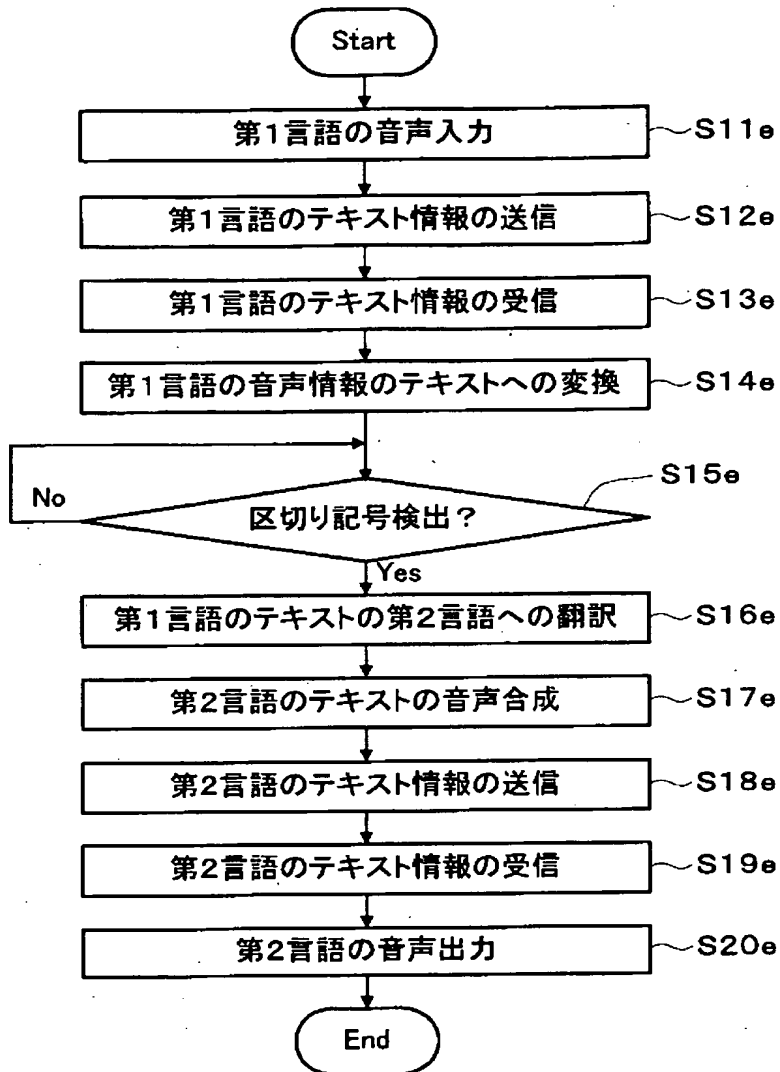 Start
第1言語の音声入力 S11e
第1言語のテキスト情報の送信 S12e
第1言語のテキスト情報の受信 S13e
第1言語の音声情報のテキストへの変換 S14e
S15e
No
区切り記号検出?
Yes
第1言語のテキストの第2言語への翻訳 S16e
第2言語のテキストの音声合成 S17e
第2言語のテキスト情報の送信 S18e
第2言語のテキスト情報の受信 S19e
第2言語の音声出力 S20e
End